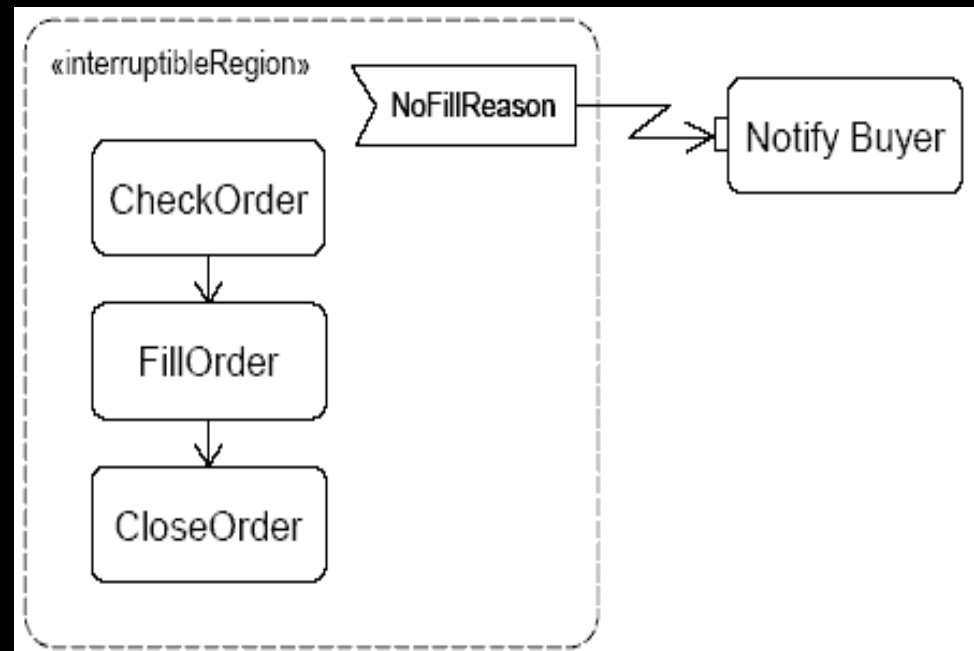 «interruptibleRegion»
NoFillReason
Notify Buyer
CheckOrder
FillOrder
CloseOrder